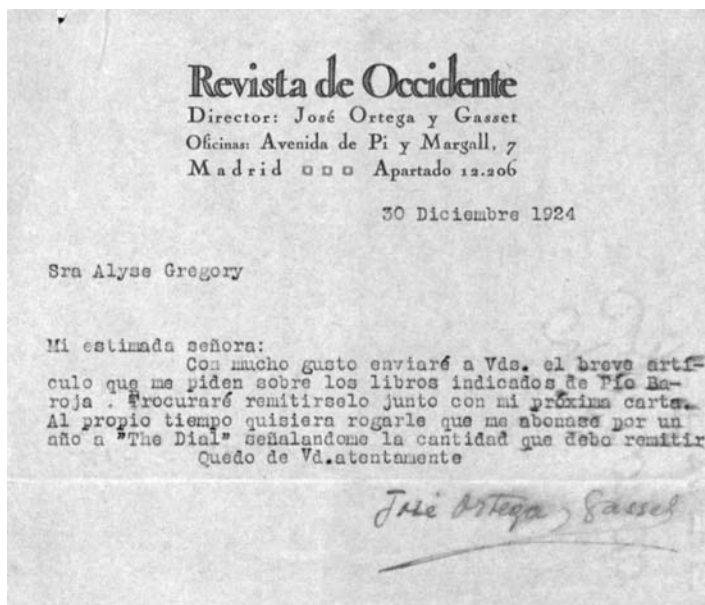 Revista de Occidente
Director: José Ortega y Gasset
Oficinas: Avenida de Pi y Margall, 7
Madrid Apartado 12.206
30 Diciembre 1924
Sra Alyse Gregory
Mi estimada señora:
Con mucho gusto enviaré a Vds. el breve artí-
culo que me piden sobre los libros indicados de Pío Ba-
roja . Procuraré remitirselo junto con mi próxima carta.
Al propio tiempo quisiera rogarle que me abonase por un
año a "The Dial" señalandome la cantidad que debo remitir
Quedo de Vd.atentamente
José Ortega y Gasset